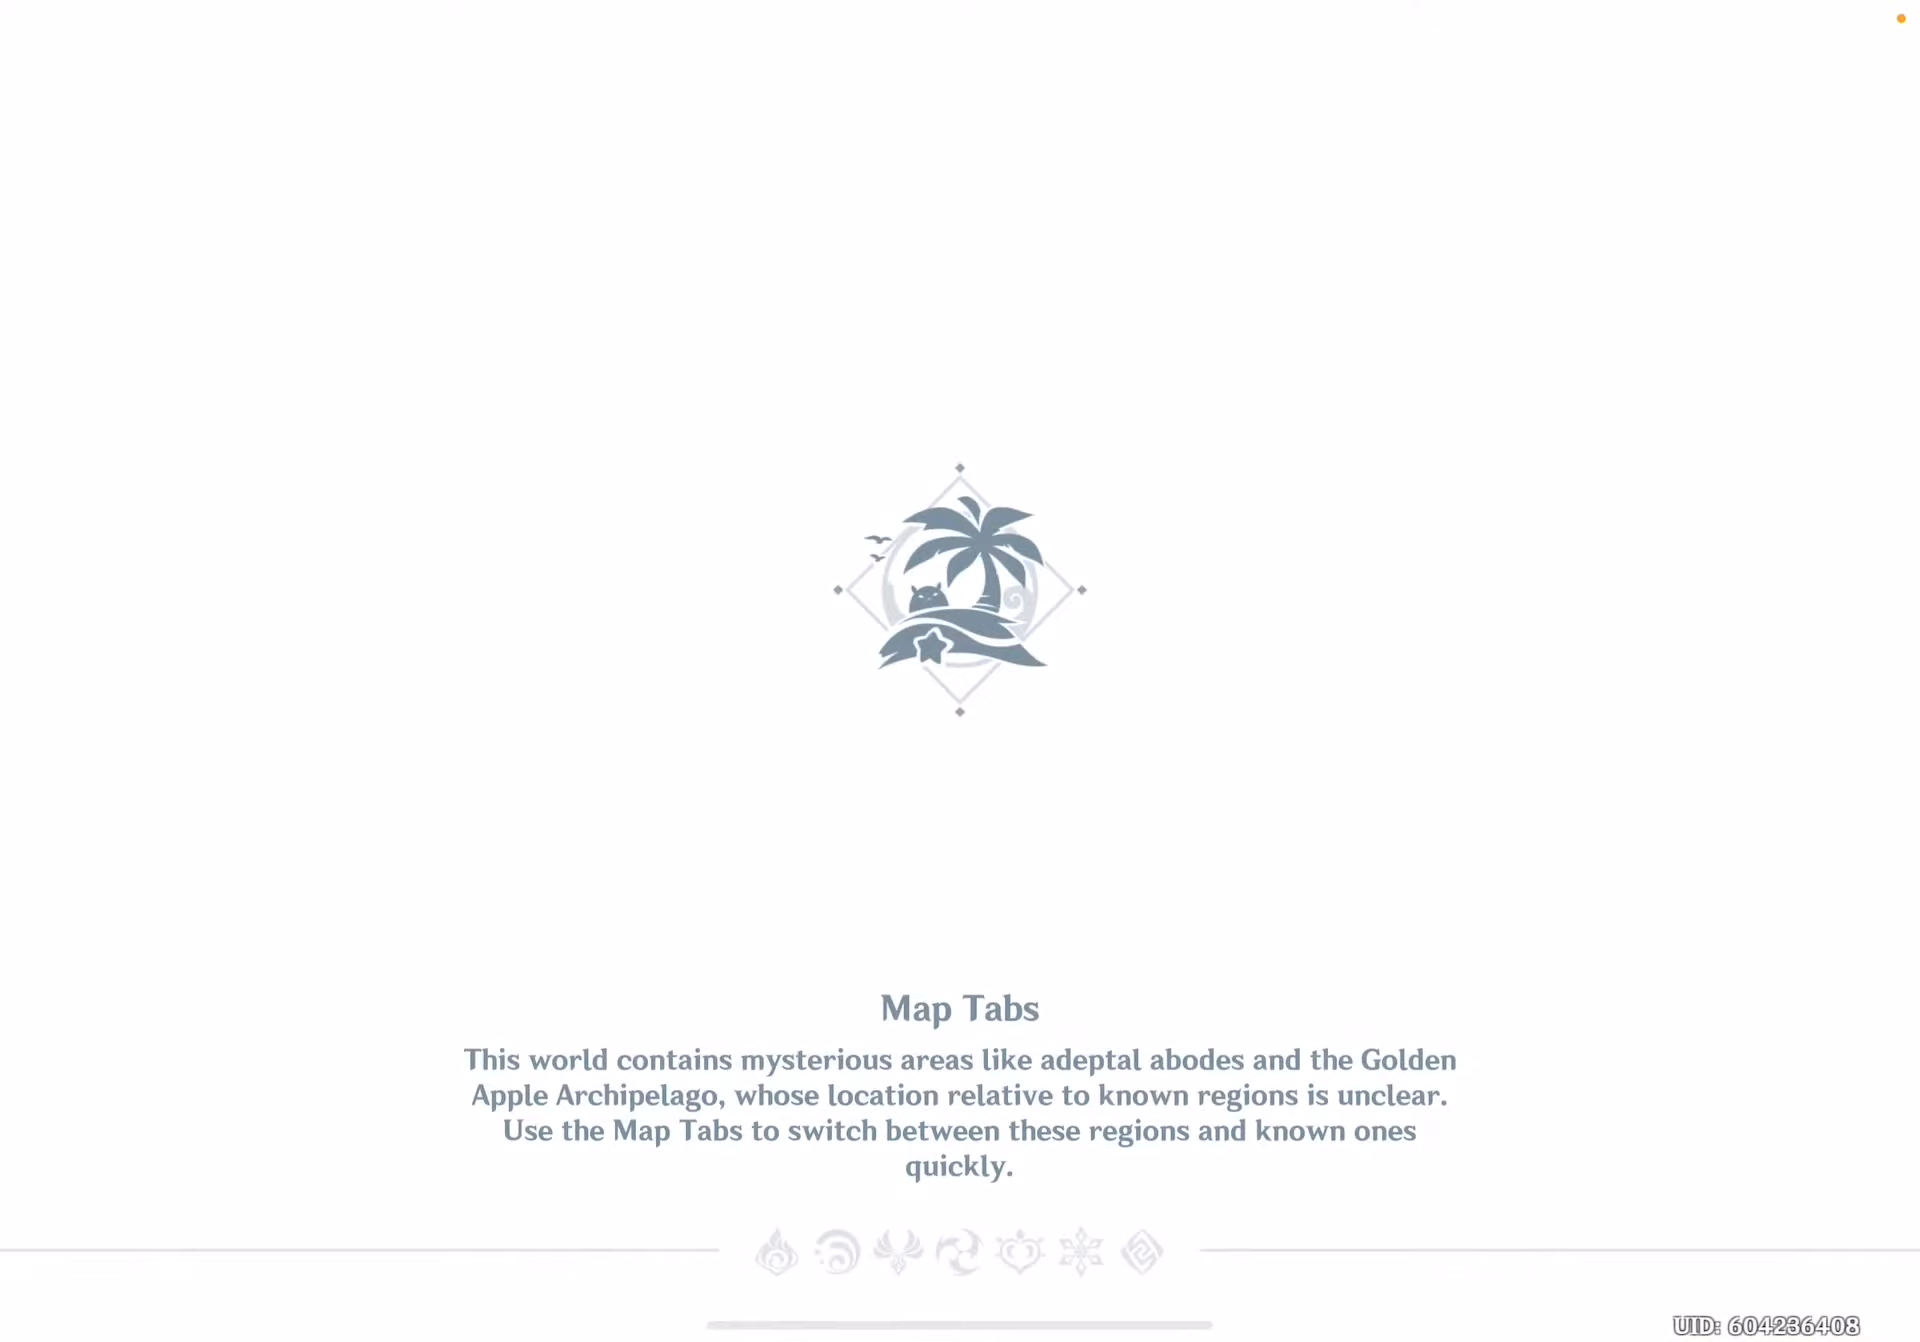 Map Tabs
This world contains mysterious areas like adeptal abodes and the Golden
Apple Archipelago, whose location relative to known regions is unclear.
Use the Map Tabs to switch between these regions and known ones
quickly.
UID: 604236408